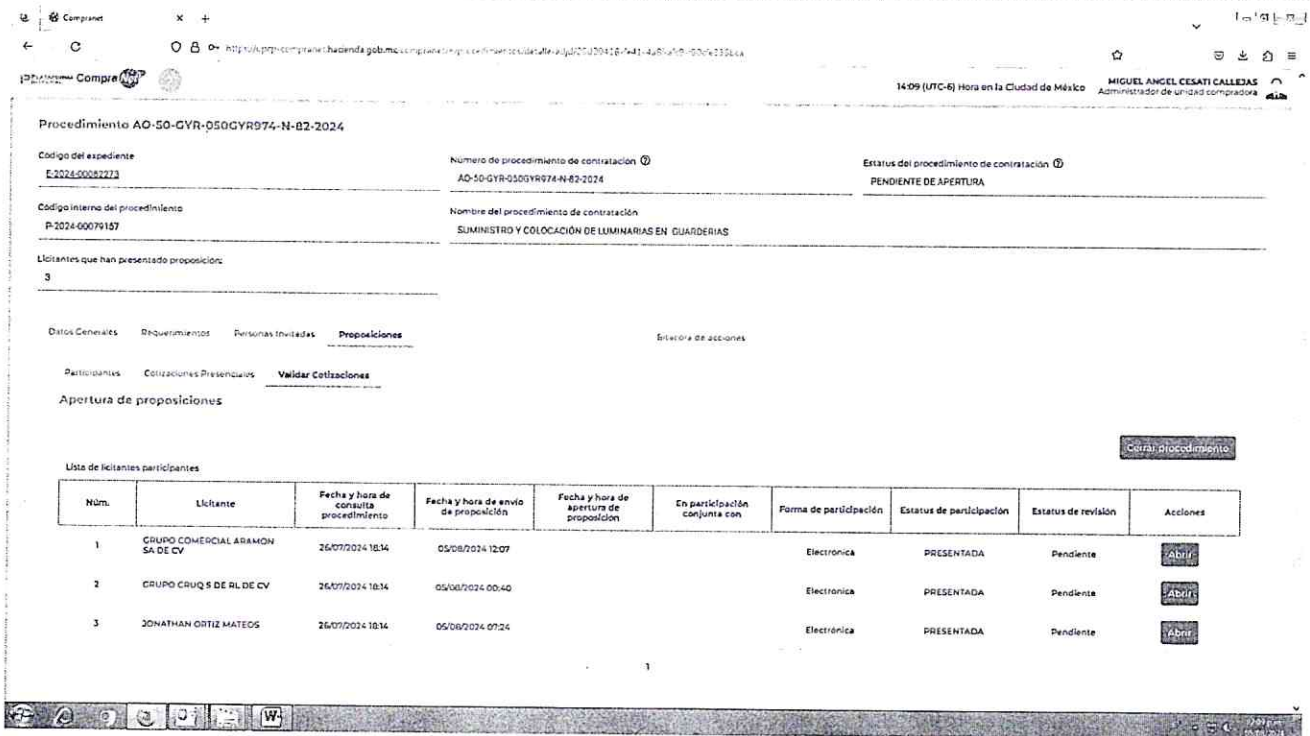 Compranet
CompraNet
14:09 (UTC-6) Hora en la Ciudad de México
MIGUEL ANGEL CESATI CALLEJAS
Administrador de unidad compradora
Procedimiento AO-50-GYR-050GYR974-N-82-2024
Código del expediente
E-2024-00082273
Número de procedimiento de contratación
AO-50-GYR-050GYR974-N-82-2024
Estatus del procedimiento de contratación
PENDIENTE DE APERTURA
Código interno del procedimiento
P-2024-00079157
Nombre del procedimiento de contratación
SUMINISTRO Y COLOCACIÓN DE LUMINARIAS EN GUARDERIAS
Licitantes que han presentado proposición:
3
Datos Generales Requerimientos Personas Invitadas Proposiciones Bitácora de acciones
Participantes Cotizaciones Presenciales Validar Cotizaciones
Apertura de proposiciones
Cerrar procedimiento
Lista de licitantes participantes
Núm. Licitante Fecha y hora de consulta procedimiento Fecha y hora de envío de proposición Fecha y hora de apertura de proposición En participación conjunta con Forma de participación Estatus de participación Estatus de revisión Acciones
1 GRUPO COMERCIAL ARAMON SA DE CV 26/07/2024 18:14 05/08/2024 12:07 Electrónica PRESENTADA Pendiente Abrir
2 GRUPO CRUQ S DE RL DE CV 26/07/2024 18:14 05/08/2024 00:40 Electrónica PRESENTADA Pendiente Abrir
3 JONATHAN ORTIZ MATEOS 26/07/2024 18:14 05/08/2024 07:24 Electrónica PRESENTADA Pendiente Abrir
1